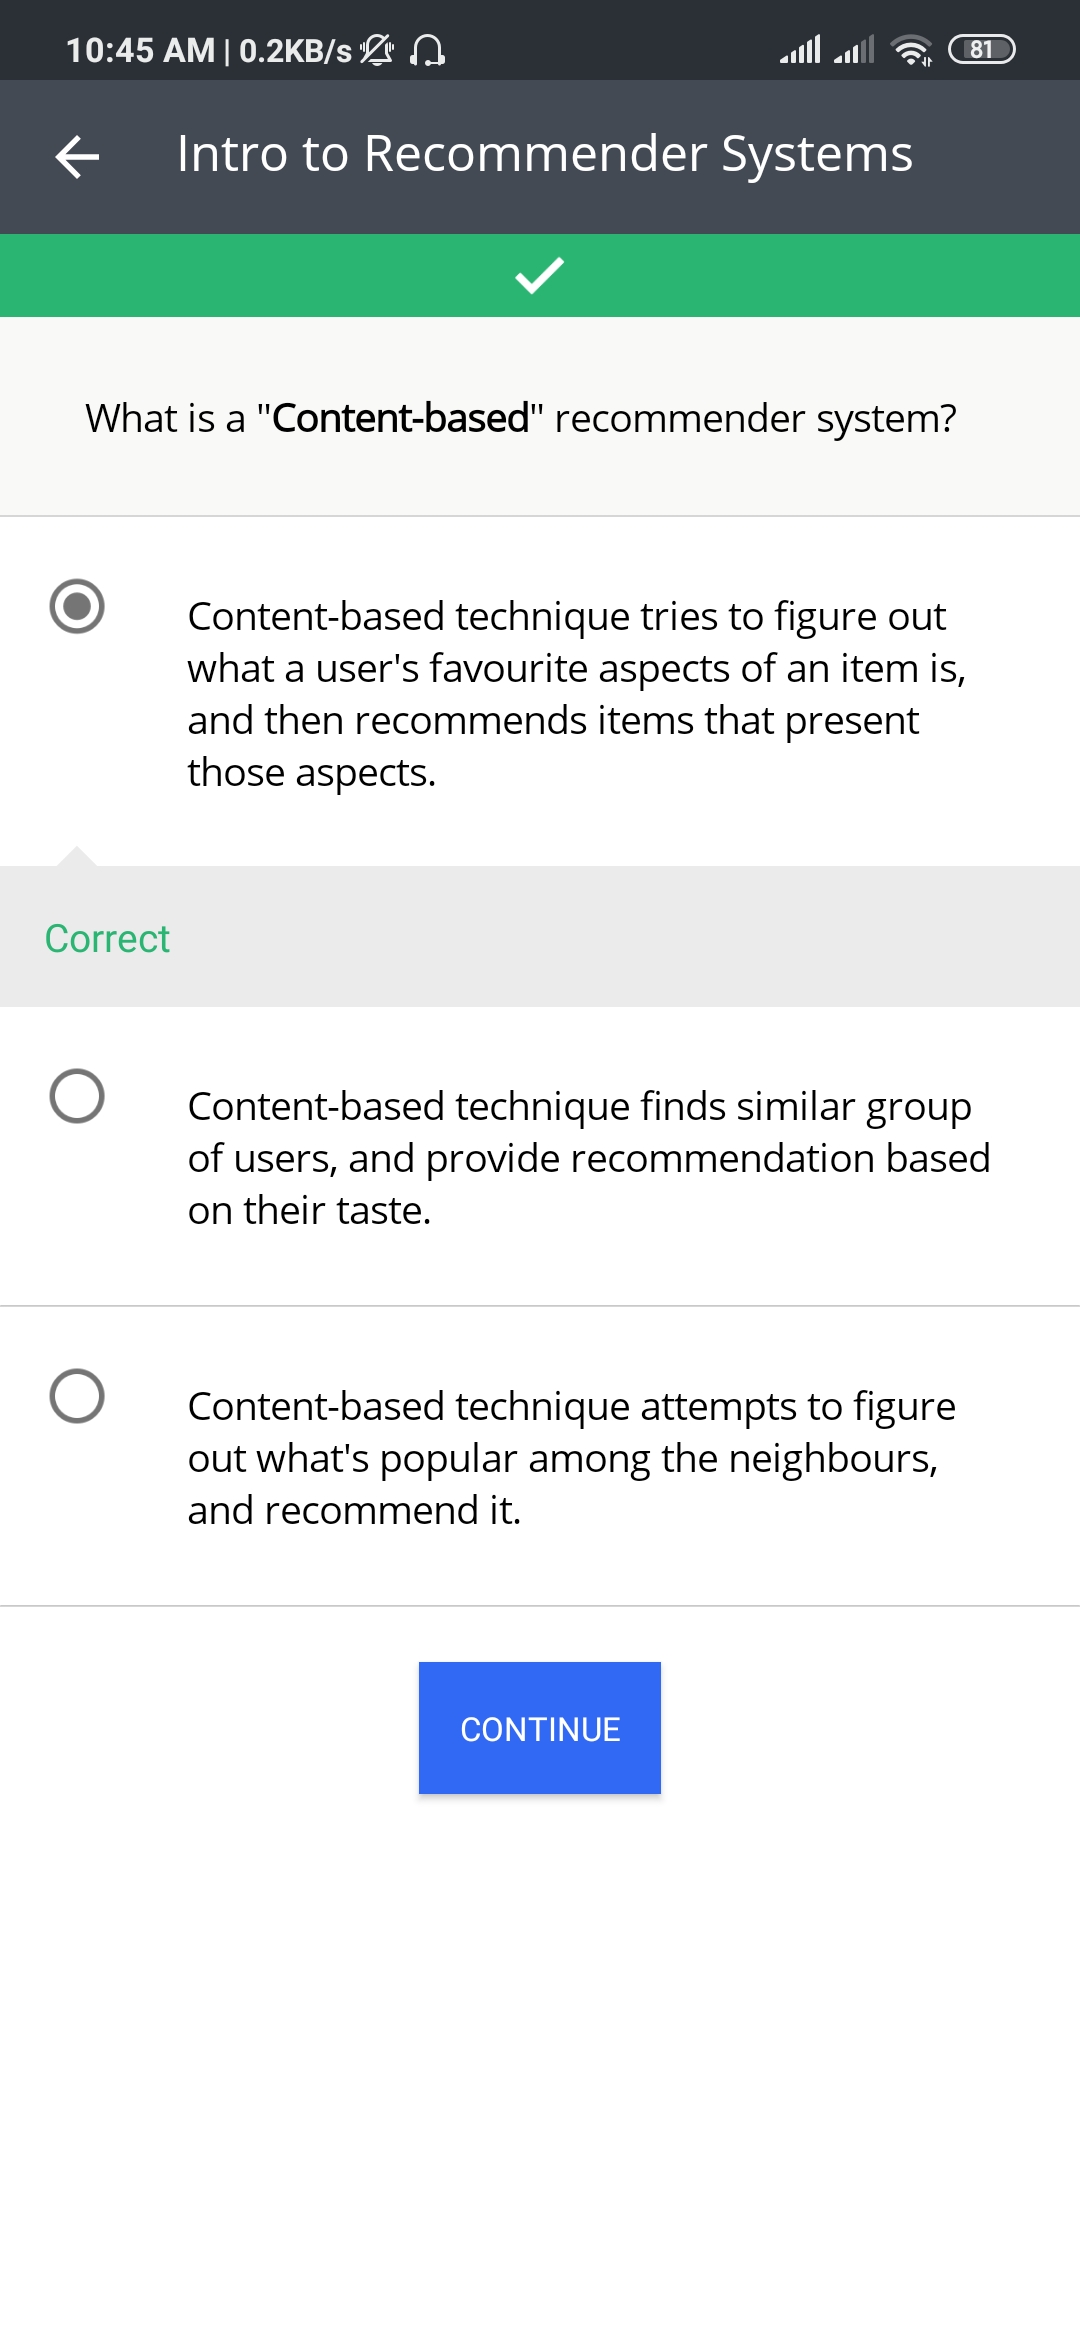 10:45 AM | 0.2KB/s 81
Intro to Recommender Systems
What is a "Content-based" recommender system?
Content-based technique tries to figure out
what a user's favourite aspects of an item is,
and then recommends items that present
those aspects.
Correct
Content-based technique finds similar group
of users, and provide recommendation based
on their taste.
Content-based technique attempts to figure
out what's popular among the neighbours,
and recommend it.
CONTINUE